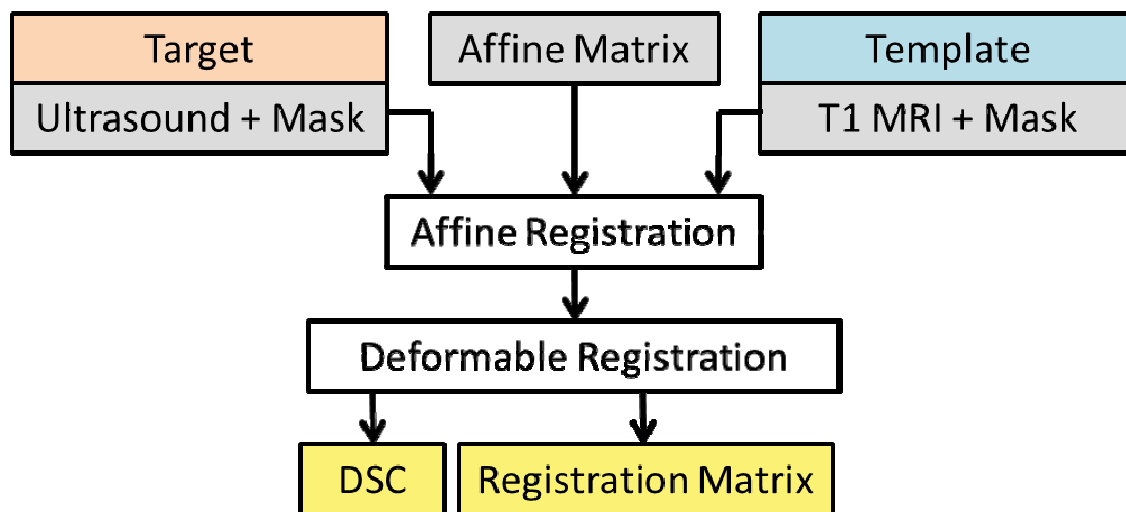 Target
Affine Matrix
Template
Ultrasound + Mask
T1 MRI + Mask
Affine Registration
Deformable Registration
DSC
Registration Matrix